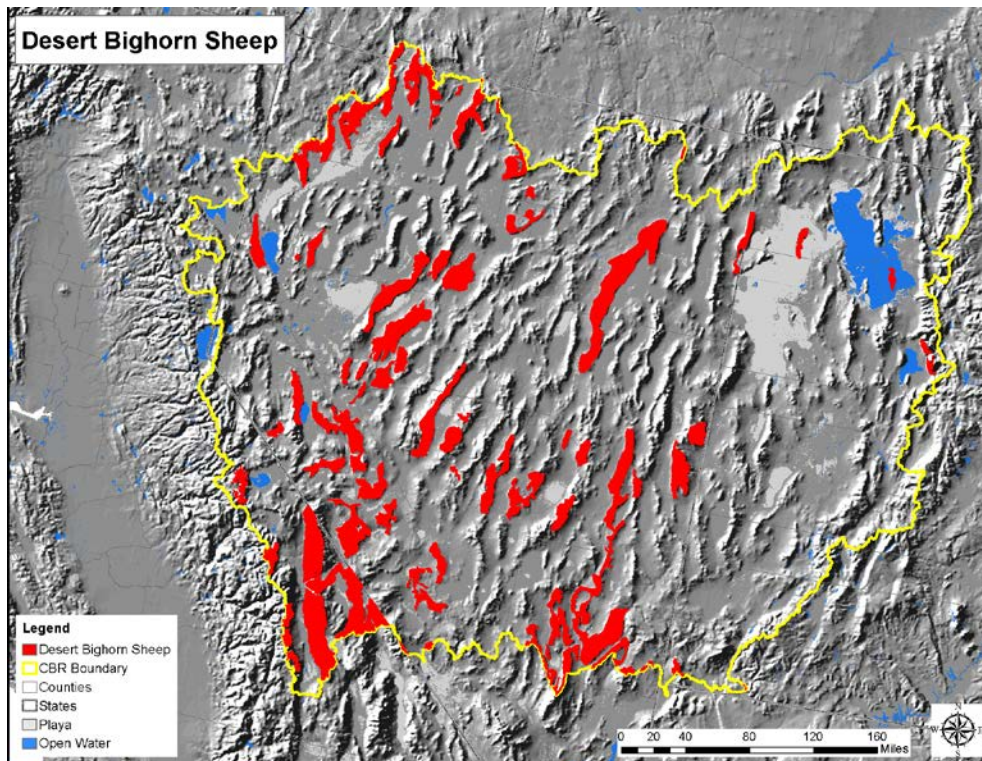 Desert Bighorn Sheep
Legend
Desert Bighorn Sheep
CBR Boundary
Counties
States
Playa
Open Water
0 20 40 80 120 160
Miles
N
W E
S